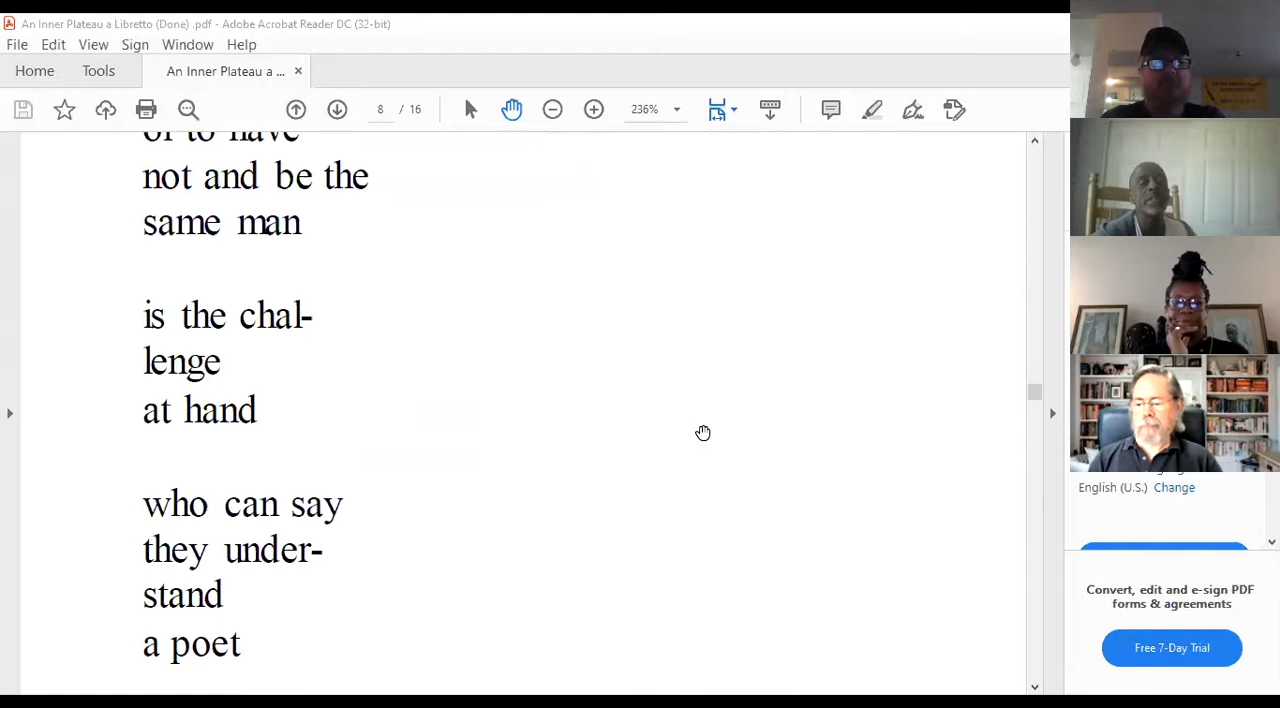 An Inner Plateau a Libretto (Done) .pdf - Adobe Acrobat Reader DC (32-bit)
File Edit View Sign Window Help
Home Tools An Inner Plateau a ... ×
8 / 16 236%
or to have
not and be the
same man
is the chal-
lenge
at hand
who can say
they under-
stand
a poet
English (U.S.) Change
Convert, edit and e-sign PDF
forms & agreements
Free 7-Day Trial